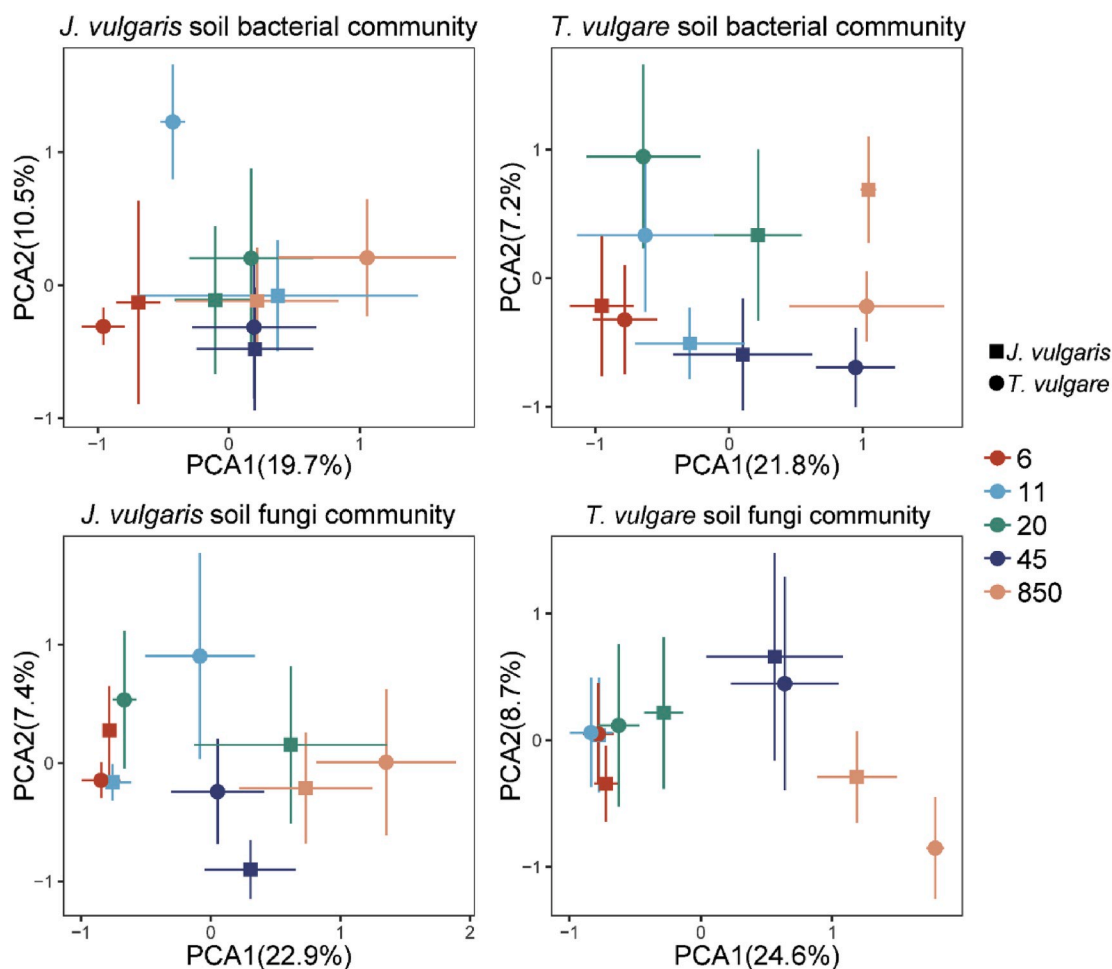 J. vulgaris soil bacterial community
PCA2(10.5%)
1
0
−1
−1
0
1
PCA1(19.7%)
T. vulgare soil bacterial community
PCA2(7.2%)
1
0
−1
−1
0
1
PCA1(21.8%)
J. vulgaris soil fungi community
PCA2(7.4%)
1
0
−1
−1
0
1
2
PCA1(22.9%)
T. vulgare soil fungi community
PCA2(8.7%)
1
0
−1
−1
0
1
PCA1(24.6%)
J. vulgaris
T. vulgare
6
11
20
45
850